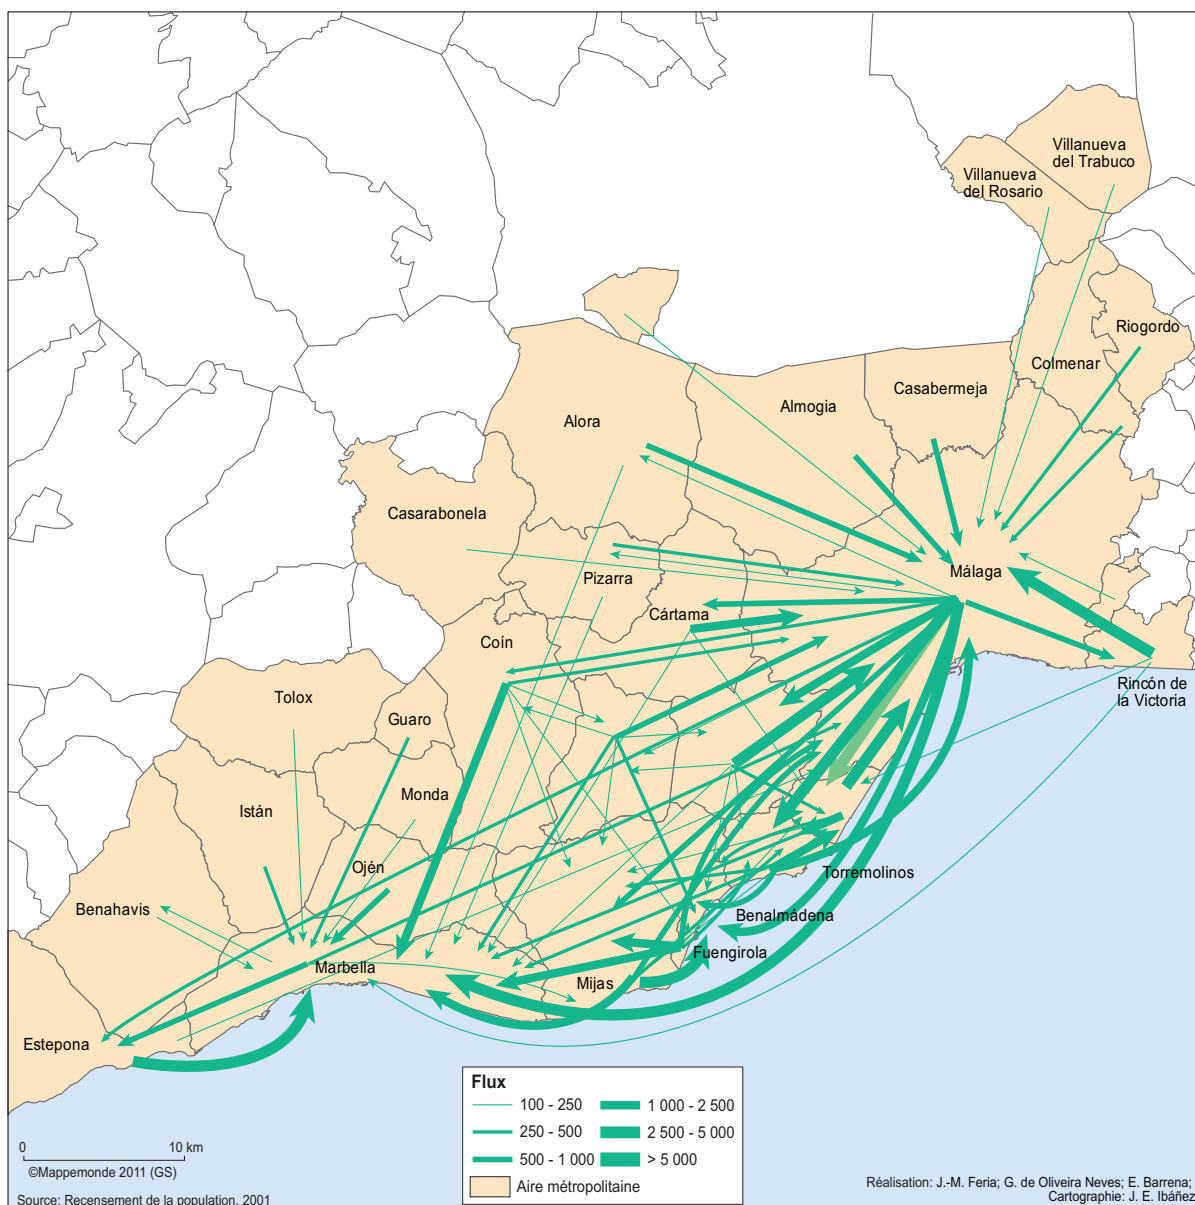 Villanueva
del Trabuco
Villanueva
del Rosario
Riogordo
Colmenar
Casabermeja
Almogia
Alora
Casarabonela
Málaga
Pizarra
Cártama
Coín
Rincón de
la Victoria
Tolox
Guaro
Monda
Istán
Ojén
Torremolinos
Benahavis
Benalmádena
Fuengirola
Marbella
Mijas
Estepona
Flux
100 - 250
250 - 500
500 - 1 000
1 000 - 2 500
2 500 - 5 000
> 5 000
Aire métropolitaine
0 10 km
©Mappemonde 2011 (GS)
Source: Recensement de la population, 2001
Réalisation: J.-M. Feria; G. de Oliveira Neves; E. Barrena;
Cartographie: J. E. Ibáñez